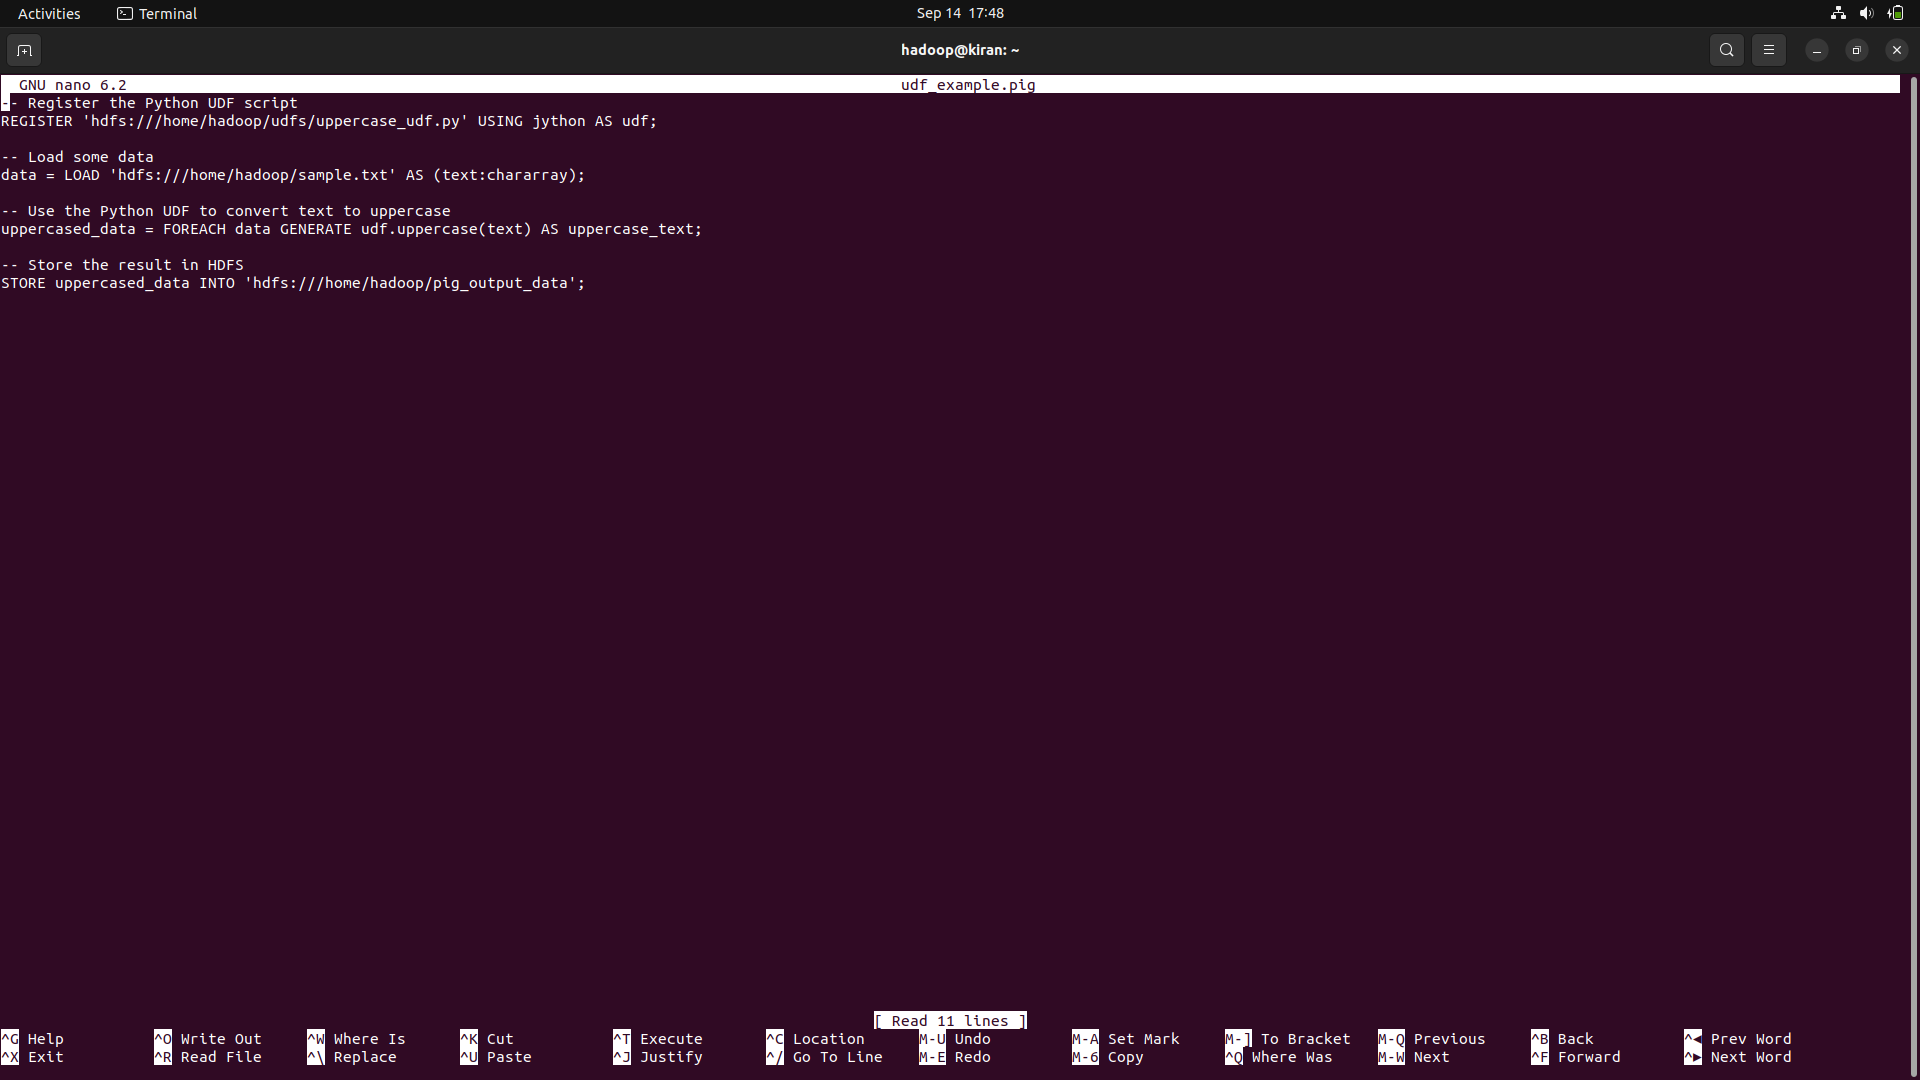 Activities Terminal Sep 14 17:48
hadoop@kiran: ~
GNU nano 6.2 udf_example.pig
-- Register the Python UDF script
REGISTER 'hdfs:///home/hadoop/udfs/uppercase_udf.py' USING jython AS udf;
-- Load some data
data = LOAD 'hdfs:///home/hadoop/sample.txt' AS (text:chararray);
-- Use the Python UDF to convert text to uppercase
uppercased_data = FOREACH data GENERATE udf.uppercase(text) AS uppercase_text;
-- Store the result in HDFS
STORE uppercased_data INTO 'hdfs:///home/hadoop/pig_output_data';
[ Read 11 lines ]
^G Help ^O Write Out ^W Where Is ^K Cut ^T Execute ^C Location M-U Undo M-A Set Mark M-] To Bracket M-Q Previous ^B Back ^◀ Prev Word
^X Exit ^R Read File ^\ Replace ^U Paste ^J Justify ^/ Go To Line M-E Redo M-6 Copy ^Q Where Was M-W Next ^F Forward ^▶ Next Word